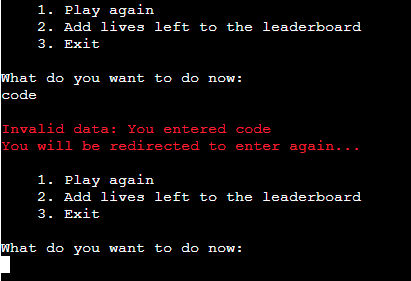 1. Play again
2. Add lives left to the leaderboard
3. Exit
What do you want to do now:
code
Invalid data: You entered code
You will be redirected to enter again...
1. Play again
2. Add lives left to the leaderboard
3. Exit
What do you want to do now: